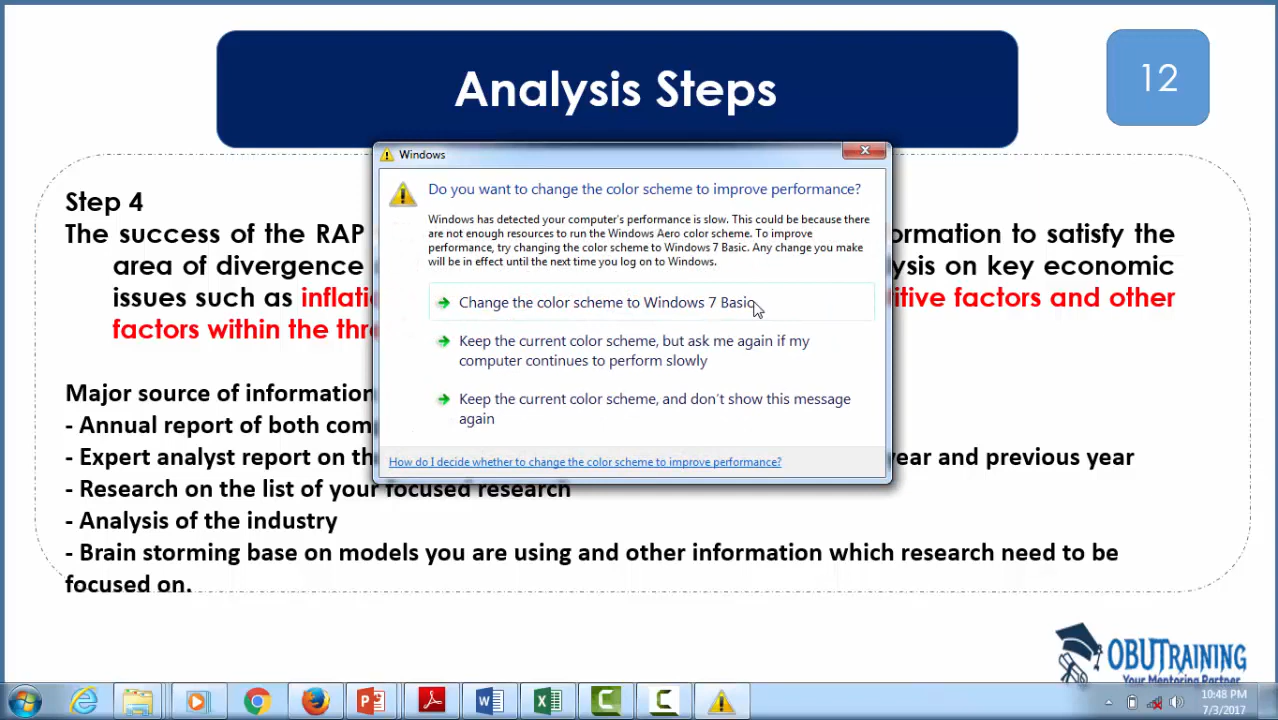 Analysis Steps
12
Windows
Do you want to change the color scheme to improve performance?
Windows has detected your computer's performance is slow. This could be because there
are not enough resources to run the Windows Aero color scheme. To improve
performance, try changing the color scheme to Windows 7 Basic. Any change you make
will be in effect until the next time you log on to Windows.
Change the color scheme to Windows 7 Basic
Keep the current color scheme, but ask me again if my
computer continues to perform slowly
Keep the current color scheme, and don't show this message
again
How do I decide whether to change the color scheme to improve performance?
Step 4
The success of the RAP ormation to satisfy the
area of divergence ysis on key economic
issues such as inflati itive factors and other
factors within the thr
Major source of information
- Annual report of both com
- Expert analyst report on th year and previous year
- Research on the list of your focused research
- Analysis of the industry
- Brain storming base on models you are using and other information which research need to be
focused on.
OBUTRAINING
Your Mentoring Partner
10:48 PM
7/3/2017